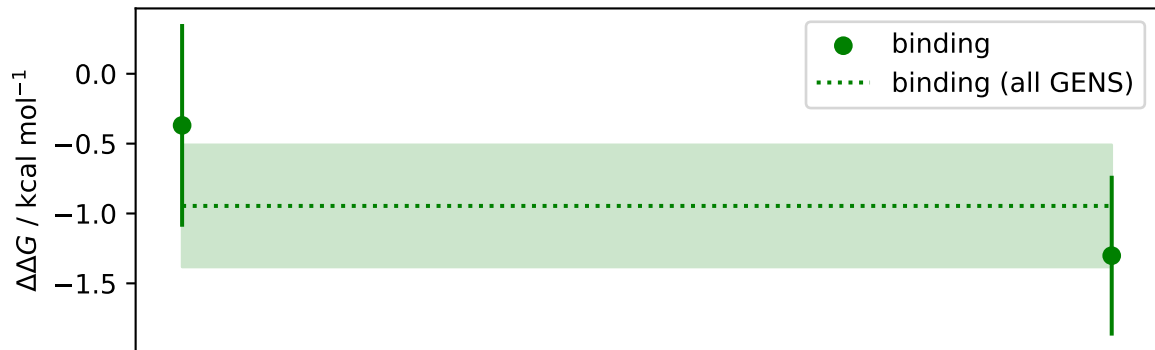 ΔΔG / kcal mol⁻¹
0.0
−0.5
−1.0
−1.5
binding
binding (all GENS)